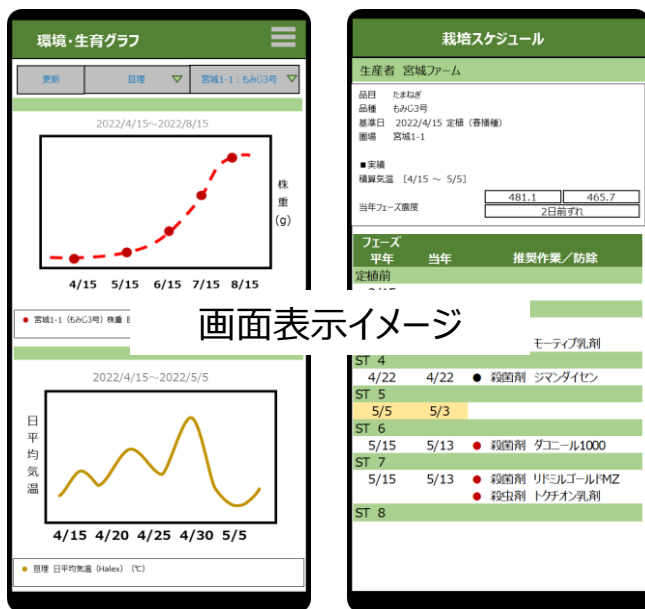 環境・生育グラフ
更新
亘理
宮城1-1：もみじ3号
2022/4/15～2022/8/15
株重(g)
4/15 5/15 6/15 7/15 8/15
宮城1-1（もみじ3号）株重
2022/4/15～2022/5/5
日平均気温
4/15 4/20 4/25 4/30 5/5
亘理 日平均気温（Halex）（℃）
画面表示イメージ
栽培スケジュール
生産者 宮城ファーム
品目 たまねぎ
品種 もみじ3号
基準日 2022/4/15 定植（春播種）
圃場 宮城1-1
■実績
積算気温 [4/15 ～ 5/5]
481.1 465.7
当年フェーズ震度
2日前ずれ
フェーズ
平年 当年 推奨作業／防除
定植前
モーティブ乳剤
ST 4
4/22 4/22 ● 殺菌剤 ジマンダイセン
ST 5
5/5 5/3
ST 6
5/15 5/13 ● 殺菌剤 ダコニール1000
ST 7
5/15 5/13 ● 殺菌剤 リドミルゴールドMZ
● 殺虫剤 トクチオン乳剤
ST 8